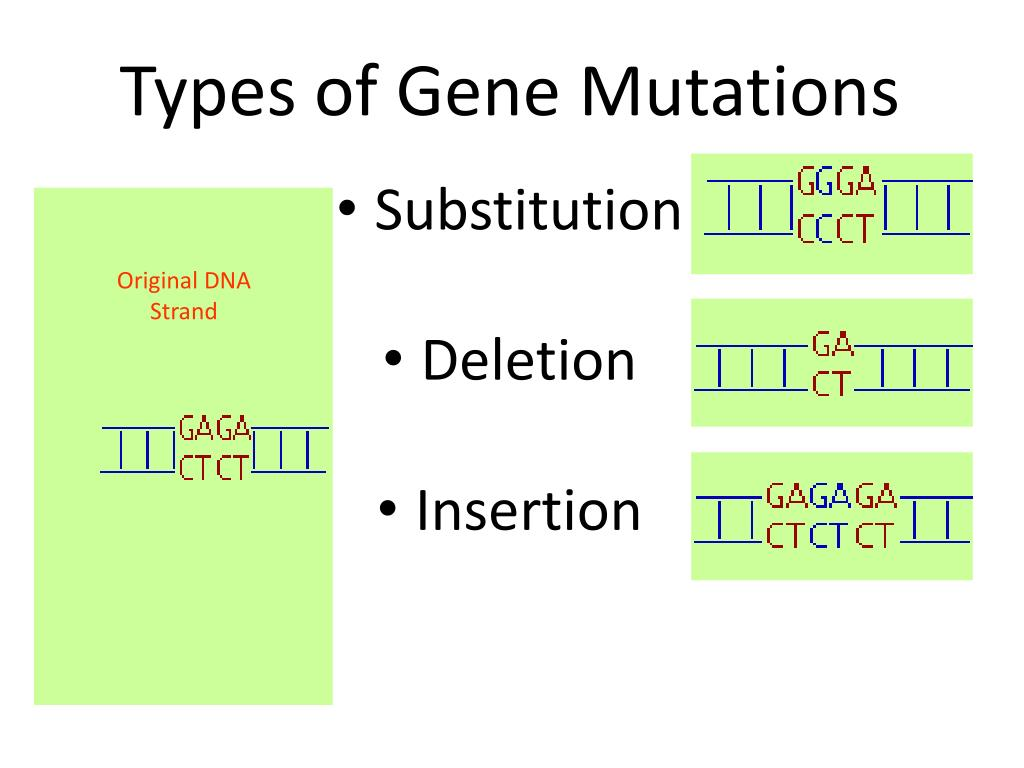 Types of Gene Mutations
Original DNA
Strand
GAGA
CTCT
• Substitution
GGGA
CCCT
• Deletion
GA
CT
• Insertion
GAGAGA
CTCTCT